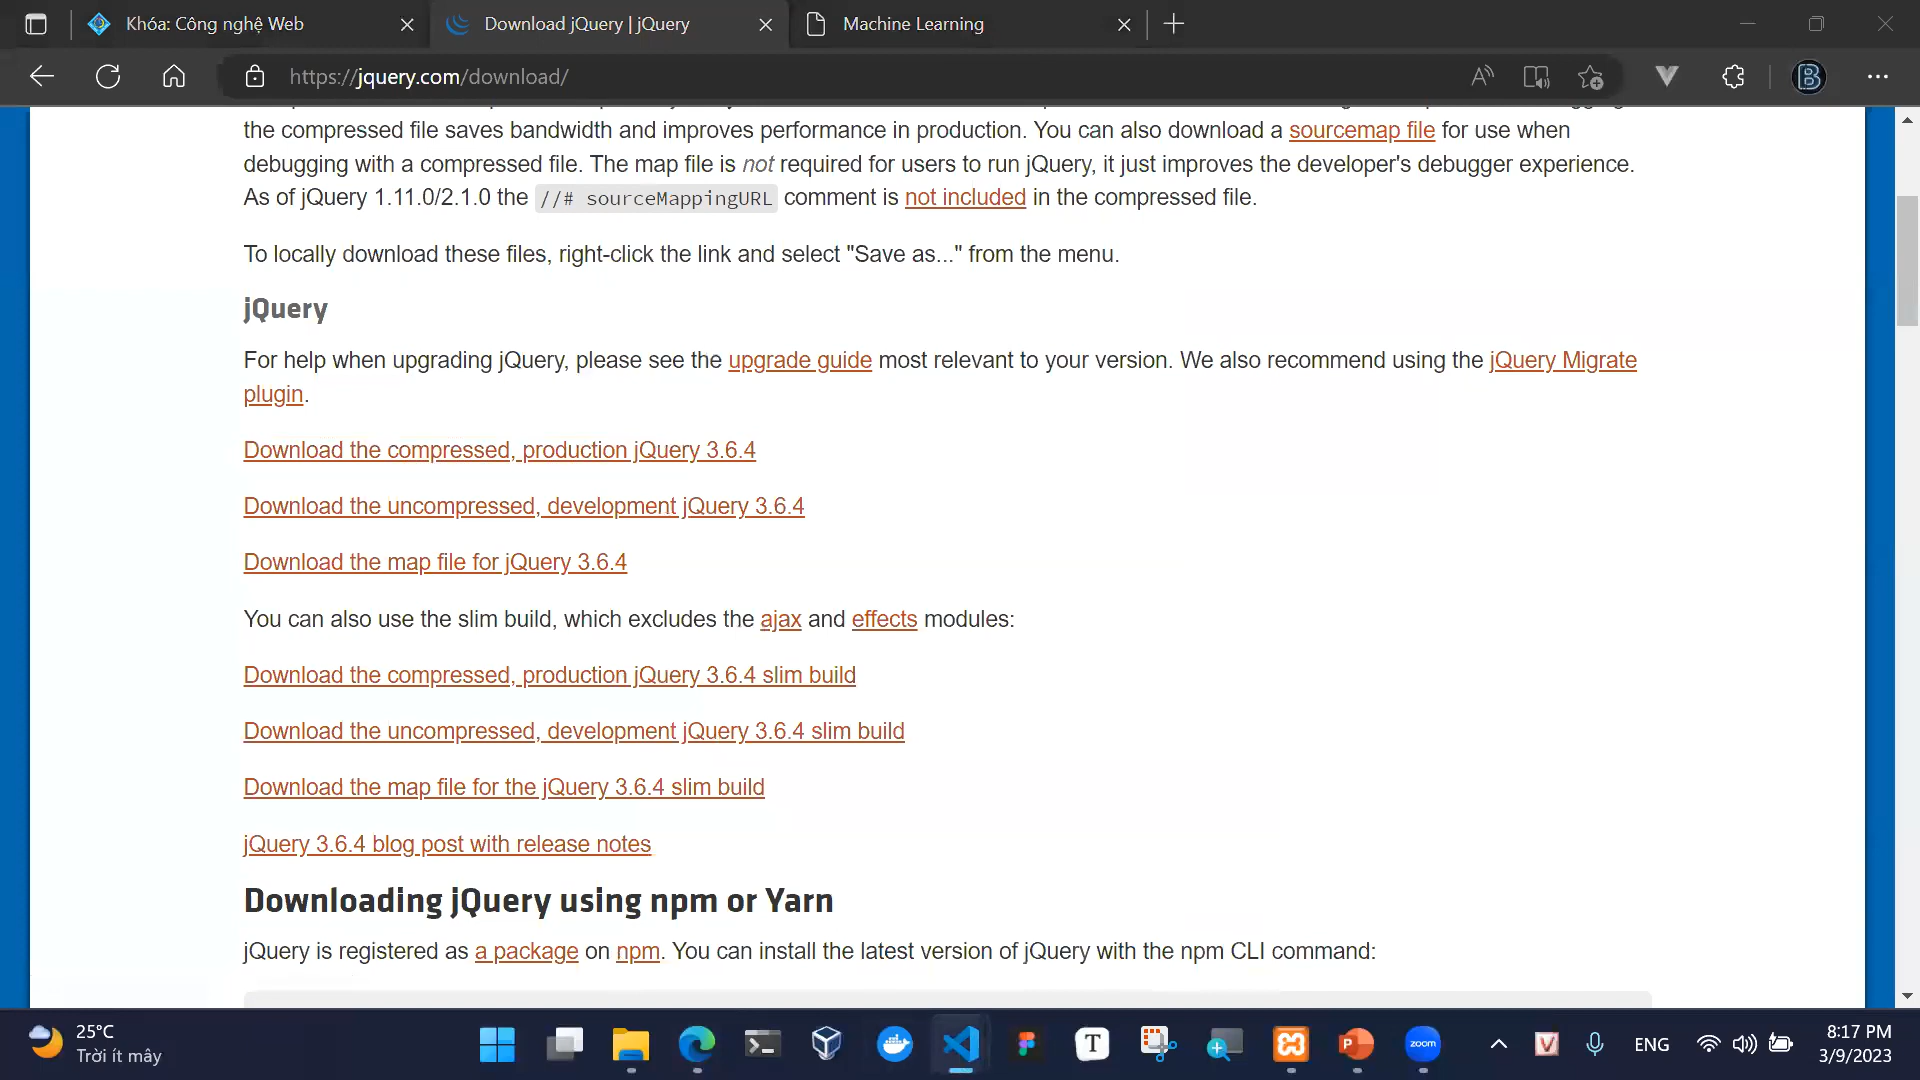 Khóa: Công nghệ Web
Download jQuery | jQuery
Machine Learning
https://jquery.com/download/
the compressed file saves bandwidth and improves performance in production. You can also download a sourcemap file for use when
debugging with a compressed file. The map file is not required for users to run jQuery, it just improves the developer's debugger experience.
As of jQuery 1.11.0/2.1.0 the //# sourceMappingURL comment is not included in the compressed file.
To locally download these files, right-click the link and select "Save as..." from the menu.
jQuery
For help when upgrading jQuery, please see the upgrade guide most relevant to your version. We also recommend using the jQuery Migrate
plugin.
Download the compressed, production jQuery 3.6.4
Download the uncompressed, development jQuery 3.6.4
Download the map file for jQuery 3.6.4
You can also use the slim build, which excludes the ajax and effects modules:
Download the compressed, production jQuery 3.6.4 slim build
Download the uncompressed, development jQuery 3.6.4 slim build
Download the map file for the jQuery 3.6.4 slim build
jQuery 3.6.4 blog post with release notes
Downloading jQuery using npm or Yarn
jQuery is registered as a package on npm. You can install the latest version of jQuery with the npm CLI command:
25°C
Trời ít mây
T
zoom
ENG
8:17 PM
3/9/2023